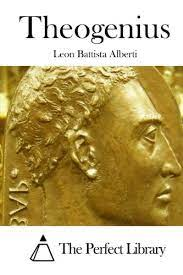 Theogenius
Leon Battista Alberti
The Perfect Library